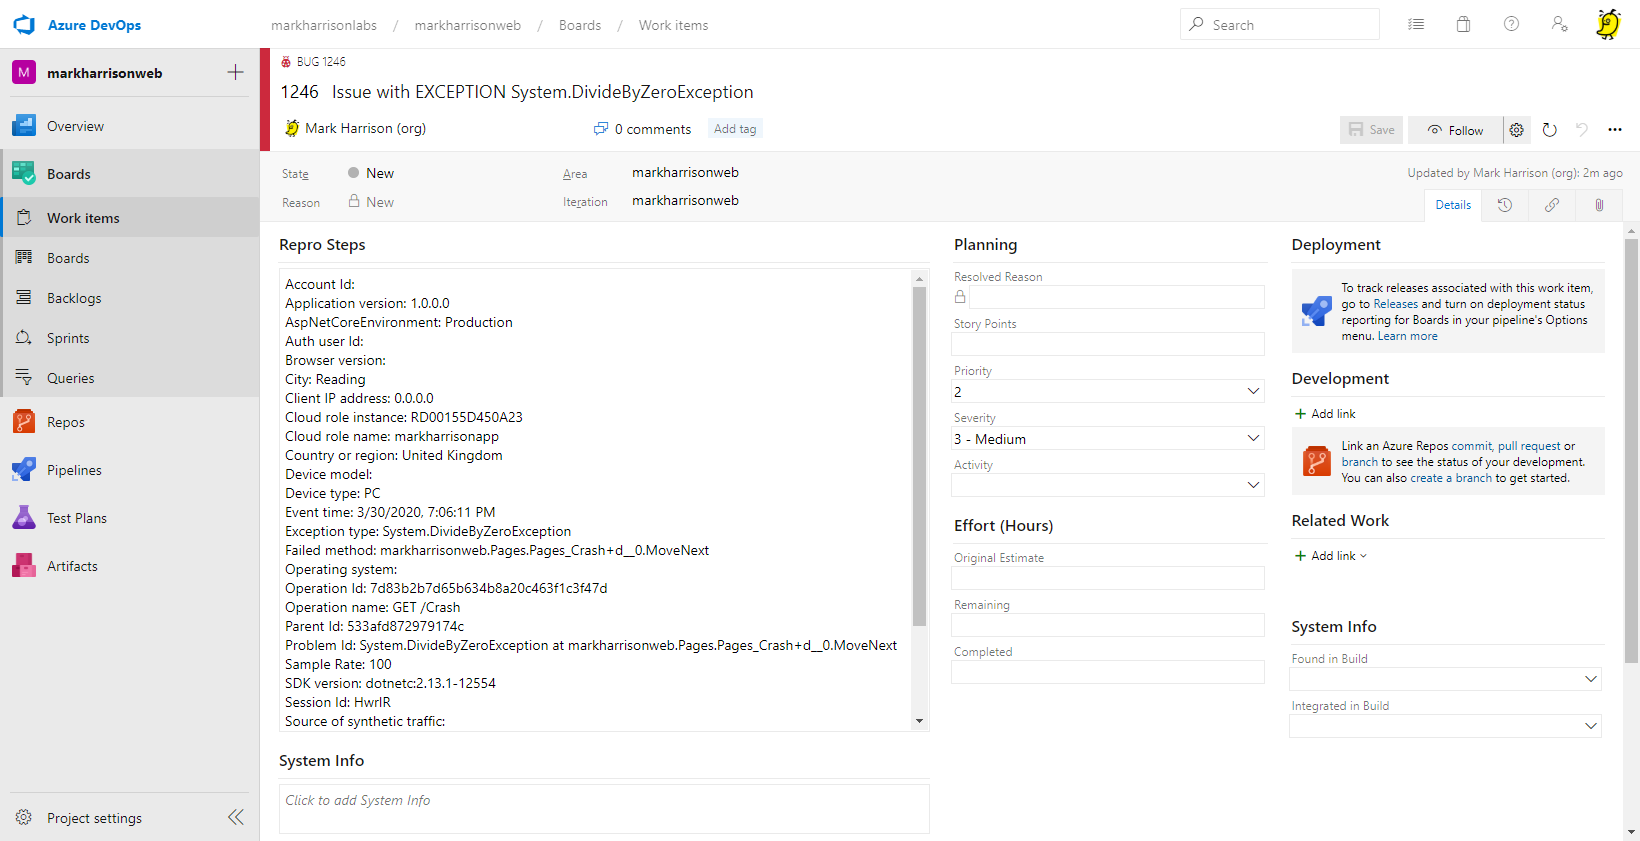 Azure DevOps
markharrisonlabs / markharrisonweb / Boards / Work items
Search
M markharrisonweb
Overview
Boards
Work items
Boards
Backlogs
Sprints
Queries
Repos
Pipelines
Test Plans
Artifacts
Project settings
BUG 1246
1246 Issue with EXCEPTION System.DivideByZeroException
Mark Harrison (org)
0 comments
Add tag
Save
Follow
State New
Reason New
Area markharrisonweb
Iteration markharrisonweb
Updated by Mark Harrison (org): 2m ago
Details
Repro Steps
Account Id:
Application version: 1.0.0.0
AspNetCoreEnvironment: Production
Auth user Id:
Browser version:
City: Reading
Client IP address: 0.0.0.0
Cloud role instance: RD00155D450A23
Cloud role name: markharrisonapp
Country or region: United Kingdom
Device model:
Device type: PC
Event time: 3/30/2020, 7:06:11 PM
Exception type: System.DivideByZeroException
Failed method: markharrisonweb.Pages.Pages_Crash+d__0.MoveNext
Operating system:
Operation Id: 7d83b2b7d65b634b8a20c463f1c3f47d
Operation name: GET /Crash
Parent Id: 533afd872979174c
Problem Id: System.DivideByZeroException at markharrisonweb.Pages.Pages_Crash+d__0.MoveNext
Sample Rate: 100
SDK version: dotnetc:2.13.1-12554
Session Id: HwrIR
Source of synthetic traffic:
System Info
Click to add System Info
Planning
Resolved Reason
Story Points
Priority
2
Severity
3 - Medium
Activity
Effort (Hours)
Original Estimate
Remaining
Completed
Deployment
To track releases associated with this work item,
go to Releases and turn on deployment status
reporting for Boards in your pipeline's Options
menu. Learn more
Development
Add link
Link an Azure Repos commit, pull request or
branch to see the status of your development.
You can also create a branch to get started.
Related Work
Add link
System Info
Found in Build
Integrated in Build